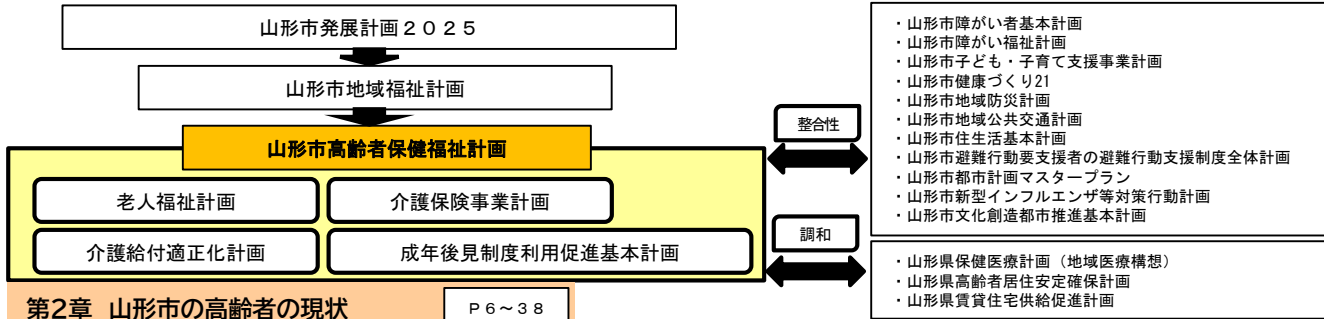 山形市発展計画２０２５
山形市地域福祉計画
山形市高齢者保健福祉計画
老人福祉計画
介護保険事業計画
介護給付適正化計画
成年後見制度利用促進基本計画
整合性
・山形市障がい者基本計画
・山形市障がい福祉計画
・山形市子ども・子育て支援事業計画
・山形市健康づくり21
・山形市地域防災計画
・山形市地域公共交通計画
・山形市住生活基本計画
・山形市避難行動要支援者の避難行動支援制度全体計画
・山形市都市計画マスタープラン
・山形市新型インフルエンザ等対策行動計画
・山形市文化創造都市推進基本計画
調和
・山形県保健医療計画（地域医療構想）
・山形県高齢者居住安定確保計画
・山形県賃貸住宅供給促進計画
第2章 山形市の高齢者の現状
Ｐ６～３８